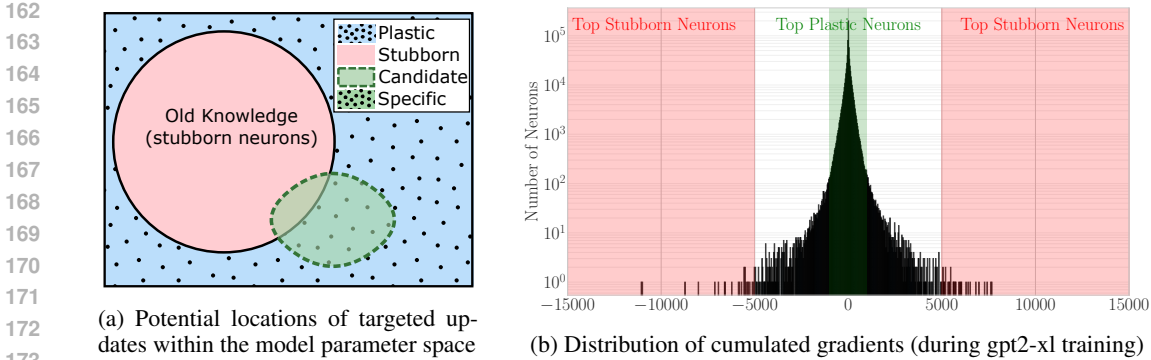 162
163
164
165
166
167
168
169
170
171
172
Plastic
Stubborn
Candidate
Specific
Old Knowledge
(stubborn neurons)
(a) Potential locations of targeted up-
dates within the model parameter space
Top Stubborn Neurons
Top Plastic Neurons
Top Stubborn Neurons
Number of Neurons
10^5
10^4
10^3
10^2
10^1
10^0
−15000 −10000 −5000 0 5000 10000 15000
(b) Distribution of cumulated gradients (during gpt2-xl training)